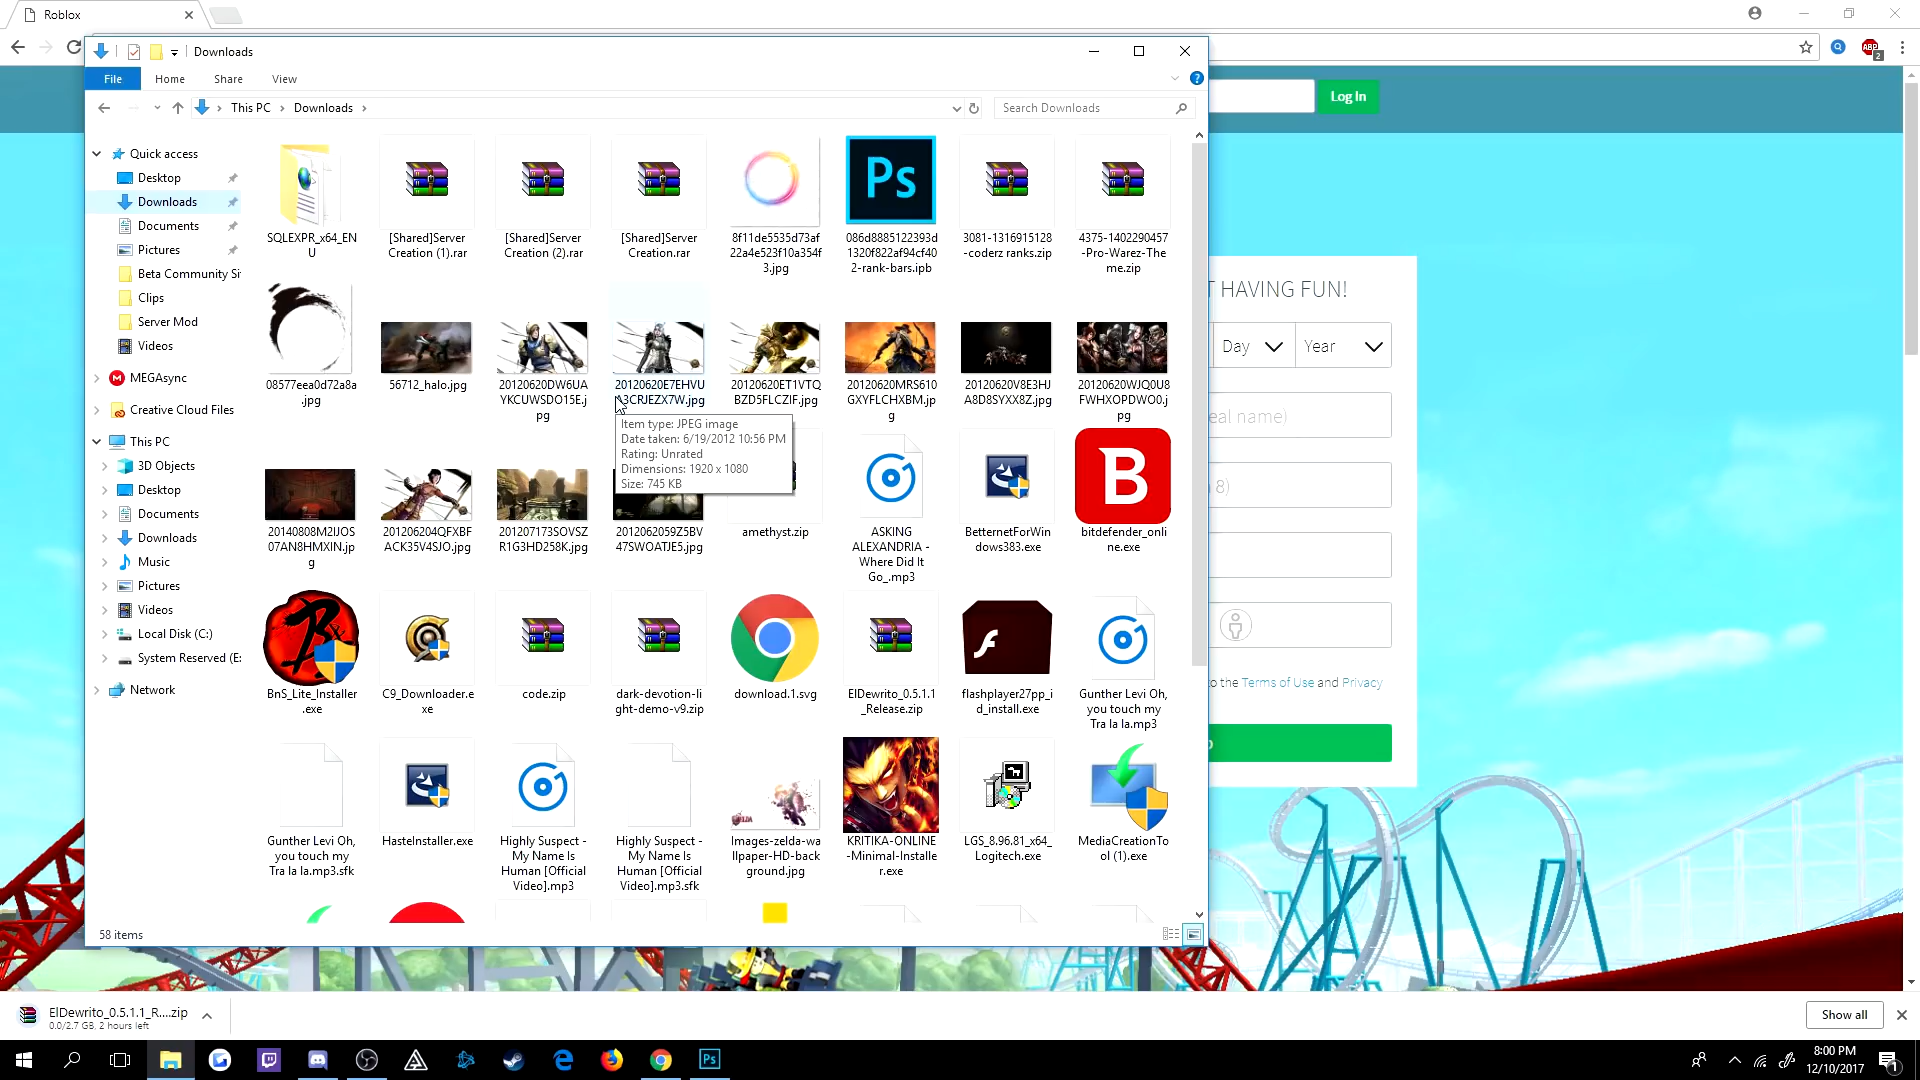 Roblox
ABP
2
Downloads
File
Home
Share
View
This PC
Downloads
Search Downloads
Log In
Quick access
Desktop
Downloads
Documents
Pictures
Beta Community Si
Clips
Server Mod
Videos
MEGAsync
Creative Cloud Files
This PC
3D Objects
Desktop
Documents
Downloads
Music
Pictures
Videos
Local Disk (C:)
System Reserved (E:
Network
SQLEXPR_x64_EN
U
[Shared]Server
Creation (1).rar
[Shared]Server
Creation (2).rar
[Shared]Server
Creation.rar
8f11de5535d73af
22a4e523f10a354f
3.jpg
Ps
086d8885122393d
1320f822af94cf40
2-rank-bars.ipb
3081-1316915128
-coderz ranks.zip
4375-1402290457
-Pro-Warez-The
me.zip
08577eea0d72a8a
.jpg
56712_halo.jpg
20120620DW6UA
YKCUWSDO15E.j
pg
20120620E7EHVU
A3CRJEZX7W.jpg
20120620ET1VTQ
BZD5FLCZIF.jpg
20120620MRS610
GXYFLCHXBM.jp
g
20120620V8E3HJ
A8D8SYXX8Z.jpg
20120620WJQ0U8
FWHXOPDWO0.j
pg
Item type: JPEG image
Date taken: 6/19/2012 10:56 PM
Rating: Unrated
Dimensions: 1920 x 1080
Size: 745 KB
20140808M2IJOS
07AN8HMXIN.jp
g
201206204QFXBF
ACK35V4SJO.jpg
201207173SOVSZ
R1G3HD258K.jpg
2012062059Z5BV
47SWOATJE5.jpg
amethyst.zip
ASKING
ALEXANDRIA -
Where Did It
Go_.mp3
BetternetForWin
dows383.exe
B
bitdefender_onli
ne.exe
BnS_Lite_Installer
.exe
C9_Downloader.e
xe
code.zip
dark-devotion-li
ght-demo-v9.zip
download.1.svg
ElDewrito_0.5.1.1
_Release.zip
flashplayer27pp_i
d_install.exe
Gunther Levi Oh,
you touch my
Tra la la.mp3
Gunther Levi Oh,
you touch my
Tra la la.mp3.sfk
HasteInstaller.exe
Highly Suspect -
My Name Is
Human [Official
Video].mp3
Highly Suspect -
My Name Is
Human [Official
Video].mp3.sfk
Images-zelda-wa
llpaper-HD-back
ground.jpg
KRITIKA-ONLINE
-Minimal-Installe
r.exe
LGS_8.96.81_x64_
Logitech.exe
MediaCreationTo
ol (1).exe
58 items
T HAVING FUN!
Day
Year
eal name)
8)
o the Terms of Use and Privacy
ElDewrito_0.5.1.1_R....zip
0.0/2.7 GB, 2 hours left
Show all
Ps
8:00 PM
12/10/2017
1